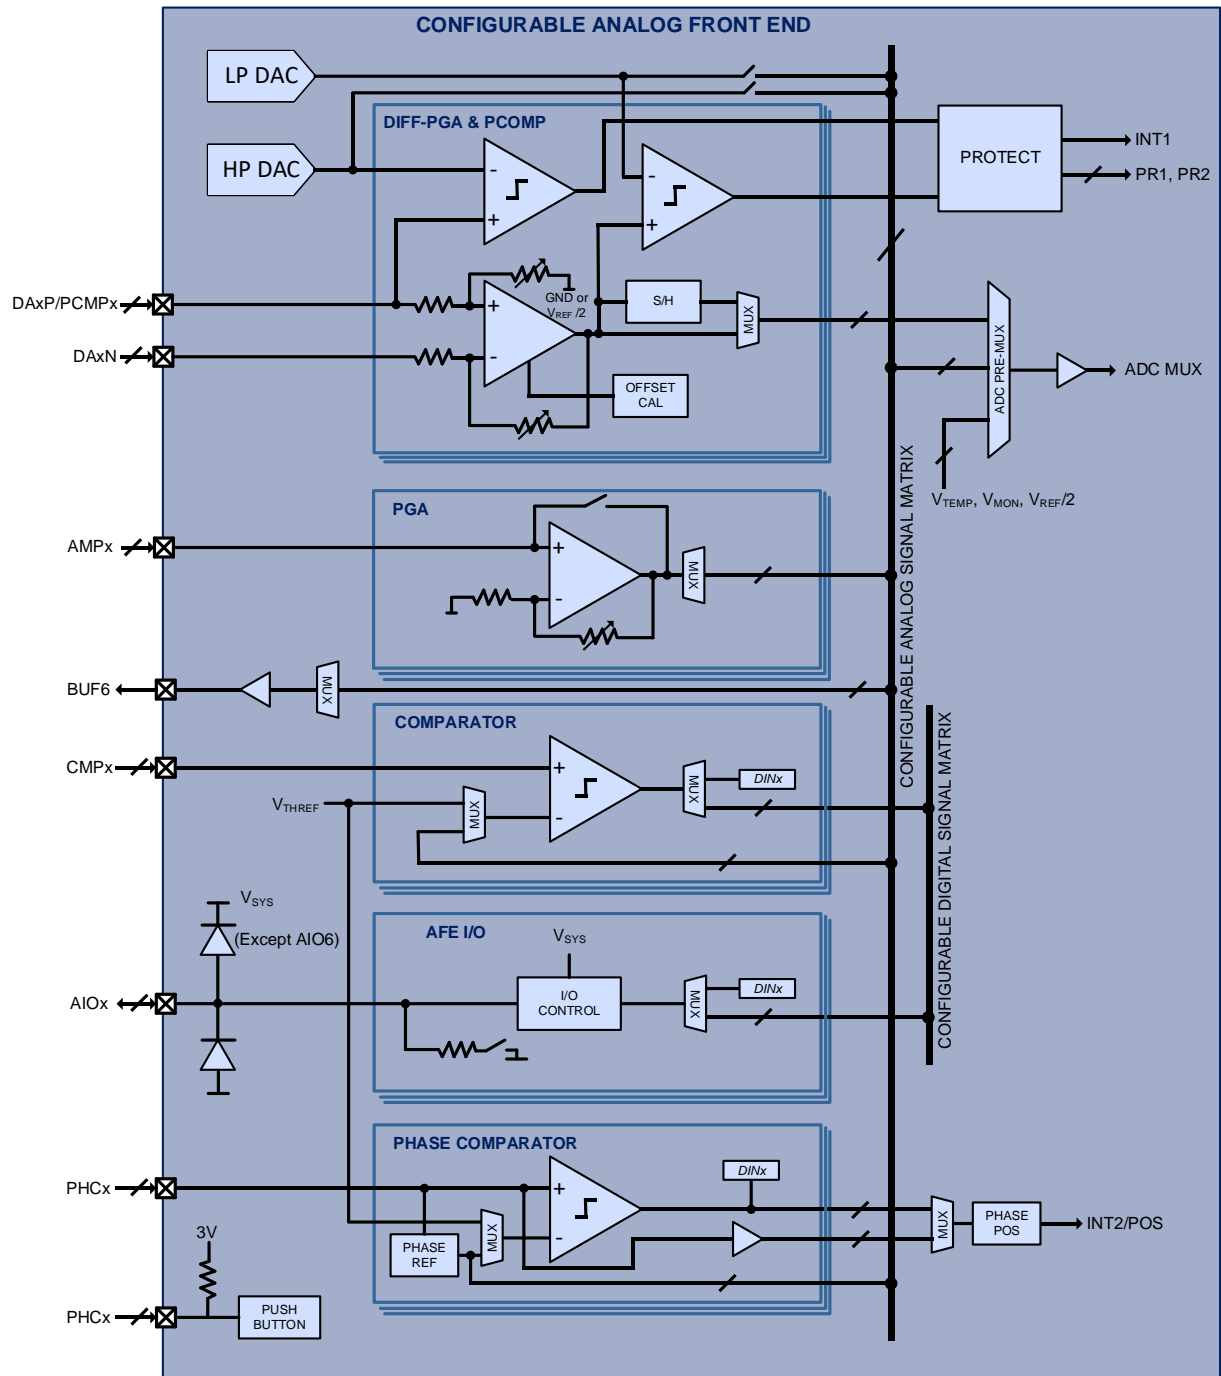 CONFIGURABLE ANALOG FRONT END
LP DAC
HP DAC
DIFF-PGA & PCOMP
-
+
-
+
PROTECT
INT1
PR1, PR2
DAxP/PCMPx
DAxN
+
-
GND or
VREF /2
S/H
MUX
OFFSET
CAL
ADC PRE-MUX
ADC MUX
VTEMP, VMON, VREF/2
CONFIGURABLE ANALOG SIGNAL MATRIX
PGA
AMPx
+
-
MUX
BUF6
MUX
COMPARATOR
CMPx
VTHREF
MUX
+
-
MUX
DINx
CONFIGURABLE DIGITAL SIGNAL MATRIX
AFE I/O
VSYS
(Except AIO6)
AIOx
VSYS
I/O
CONTROL
MUX
DINx
PHASE COMPARATOR
PHCx
PHASE
REF
MUX
+
-
DINx
MUX
PHASE
POS
INT2/POS
3V
PHCx
PUSH
BUTTON